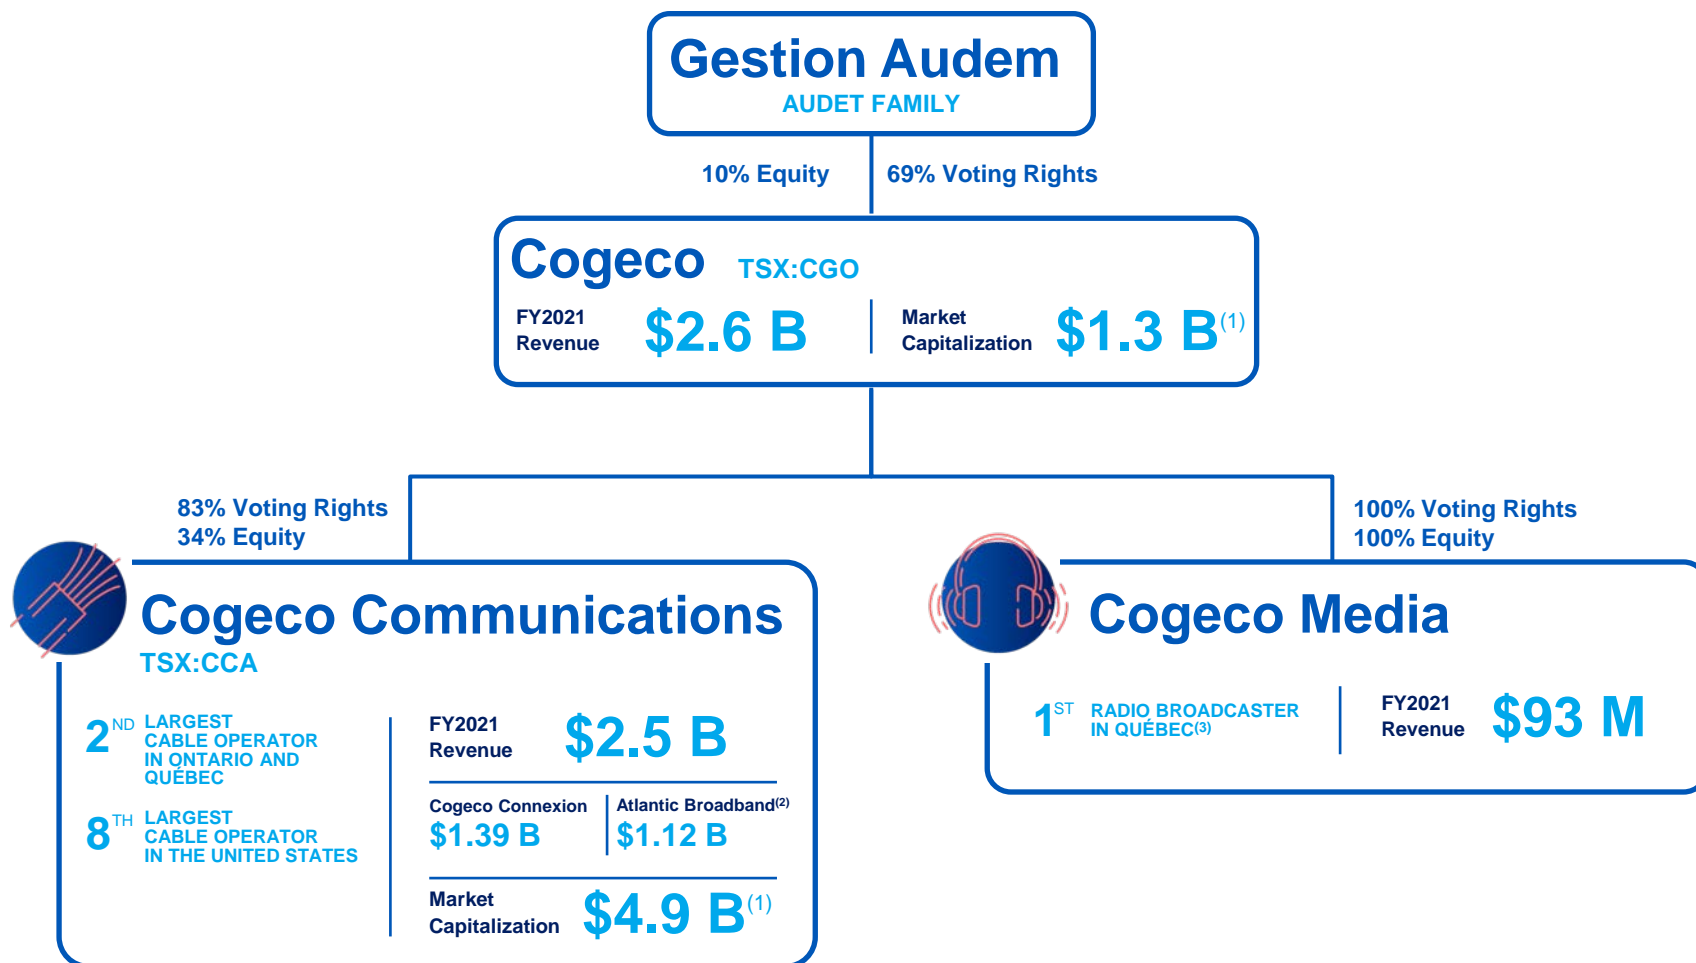 Gestion Audem
AUDET FAMILY
10% Equity
69% Voting Rights
Cogeco TSX:CGO
FY2021
Revenue
$2.6 B
Market
Capitalization
$1.3 B(1)
83% Voting Rights
34% Equity
100% Voting Rights
100% Equity
Cogeco Communications
TSX:CCA
2ND LARGEST
CABLE OPERATOR
IN ONTARIO AND
QUÉBEC
8TH LARGEST
CABLE OPERATOR
IN THE UNITED STATES
FY2021
Revenue
$2.5 B
Cogeco Connexion
$1.39 B
Atlantic Broadband(2)
$1.12 B
Market
Capitalization
$4.9 B(1)
Cogeco Media
1ST RADIO BROADCASTER
IN QUÉBEC(3)
FY2021
Revenue
$93 M